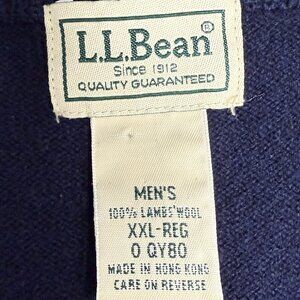 L.L.Bean®
Since 1912
QUALITY GUARANTEED
MEN'S
100% LAMBS' WOOL
XXL-REG
0 QY80
MADE IN HONG KONG
CARE ON REVERSE